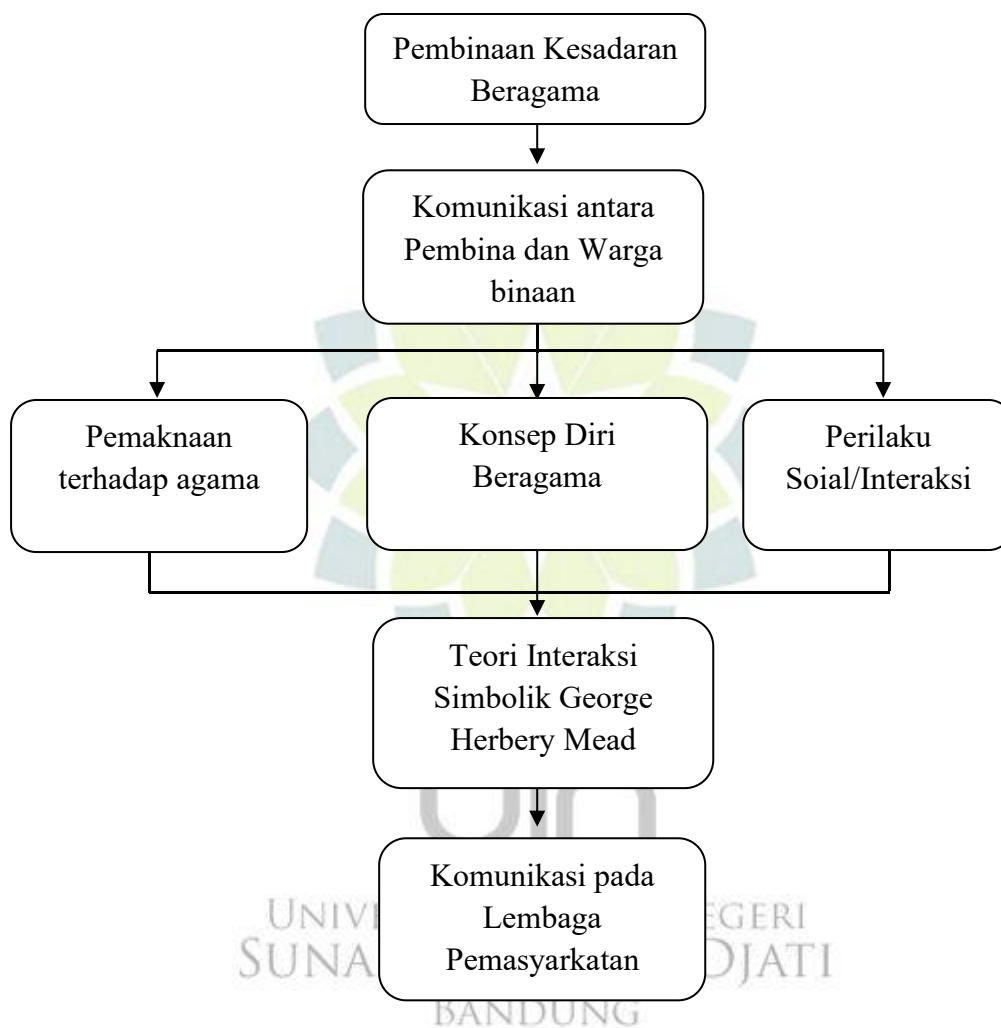 Pembinaan Kesadaran
Beragama
Komunikasi antara
Pembina dan Warga
binaan
Pemaknaan
terhadap agama
Konsep Diri
Beragama
Perilaku
Soial/Interaksi
Teori Interaksi
Simbolik George
Herbery Mead
Komunikasi pada
Lembaga
Pemasyarkatan
BANDUNG